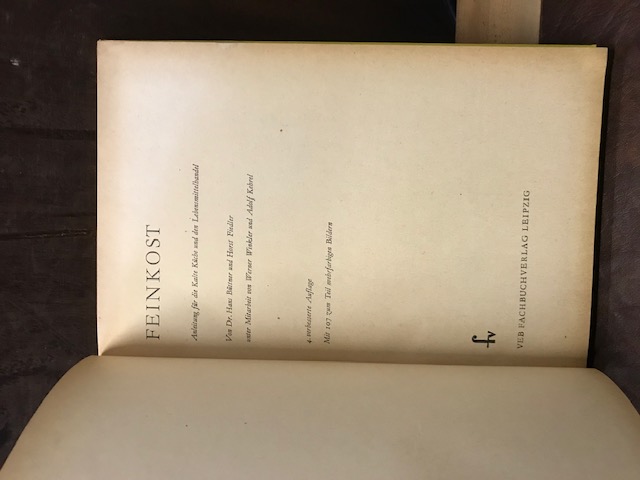 FEINKOST
Anleitung für die Kalte Küche und den Lebensmittelhandel
Von Dr. Hans Büttner und Horst Fiedler
unter Mitarbeit von Werner Winkler und Adolf Kehrel
4. verbesserte Auflage
Mit 107 zum Teil mehrfarbigen Bildern
fv
VEB FACHBUCHVERLAG LEIPZIG